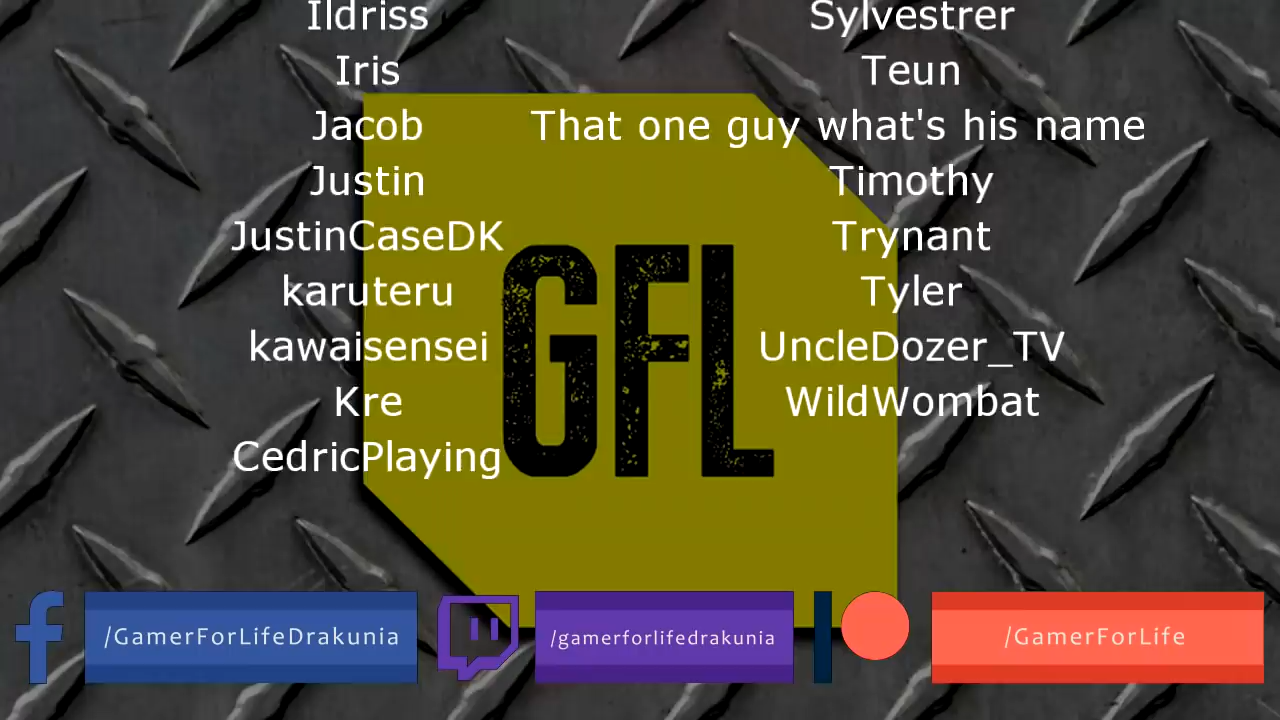 Ildriss
Iris
Jacob
Justin
JustinCaseDK
karuteru
kawaisensei
Kre
CedricPlaying
Sylvestrer
Teun
That one guy what's his name
Timothy
Trynant
Tyler
UncleDozer_TV
WildWombat
GFL
/GamerForLifeDrakunia
/gamerforlifedrakunia
/GamerForLife